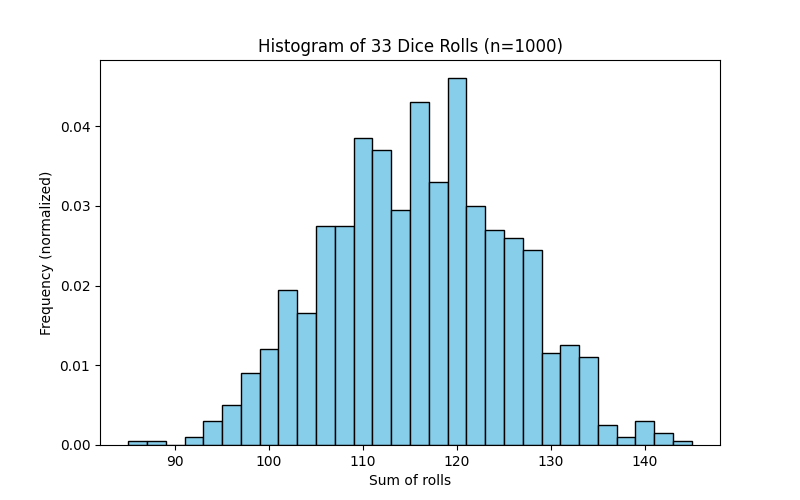 Histogram of 33 Dice Rolls (n=1000)
Frequency (normalized)
0.04
0.03
0.02
0.01
0.00
90 100 110 120 130 140
Sum of rolls